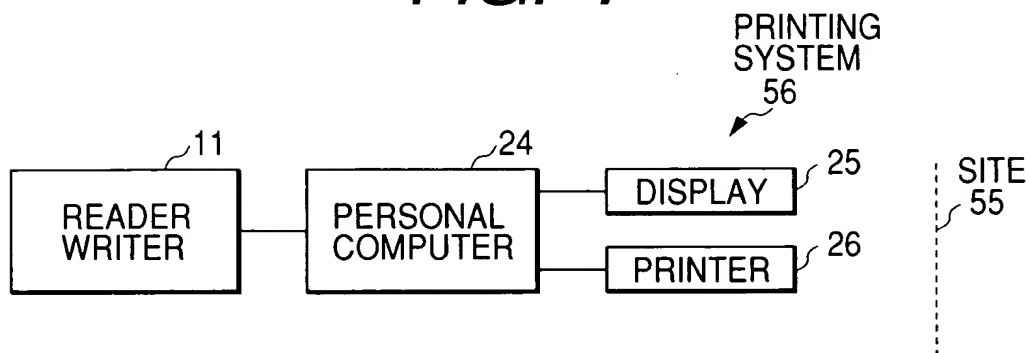 PRINTING
SYSTEM
56
11
24
25
SITE
55
READER
WRITER
PERSONAL
COMPUTER
DISPLAY
26
PRINTER